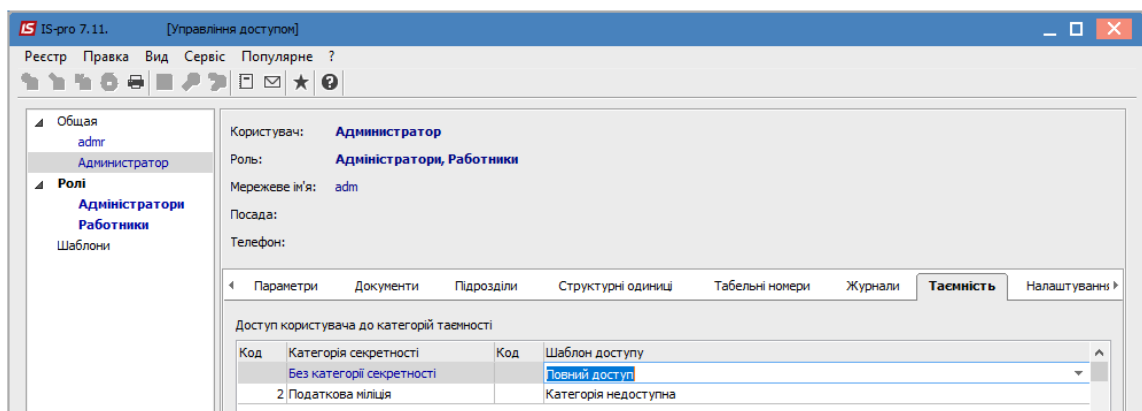 IS IS-pro 7.11. [Управління доступом]
Реєстр Правка Вид Сервіс Популярне ?
Общая
admr
Администратор
Ролі
Адміністратори
Работники
Шаблони
Користувач: Администратор
Роль: Адміністратори, Работники
Мережеве ім'я: adm
Посада:
Телефон:
Параметри Документи Підрозділи Структурні одиниці Табельні номери Журнали Таємність Налаштування
Доступ користувача до категорій таємності
Код Категорія секретності Код Шаблон доступу
Без категорії секретності Повний доступ
2 Податкова міліція Категорія недоступна